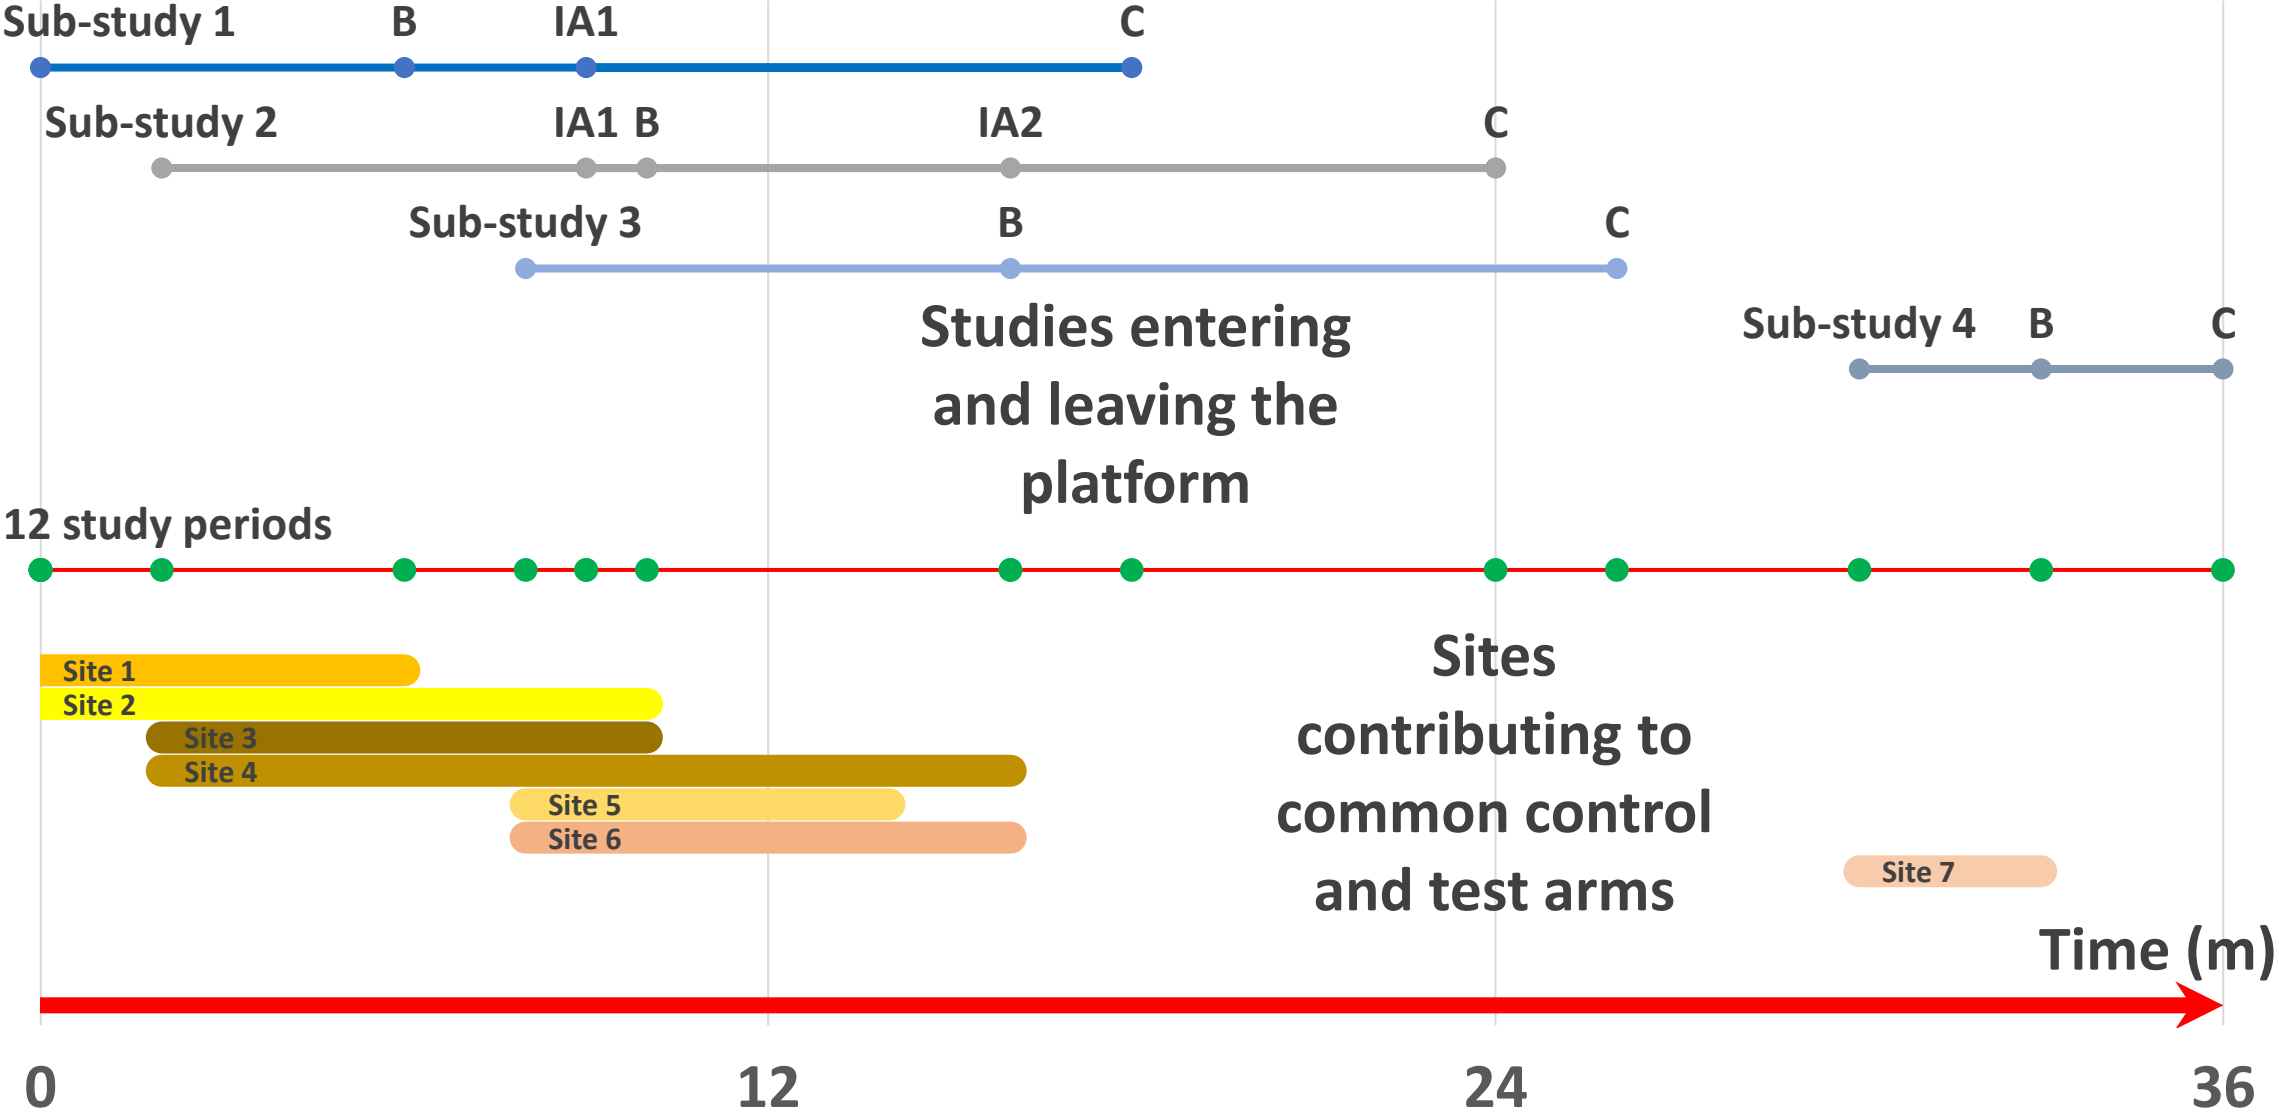 Sub-study 1 B IA1 C
Sub-study 2 IA1 B IA2 C
Sub-study 3 B C
Studies entering
and leaving the
platform
Sub-study 4 B C
12 study periods
Site 1
Site 2
Site 3
Site 4
Site 5
Site 6
Sites
contributing to
common control
and test arms
Site 7
Time (m)
0 12 24 36